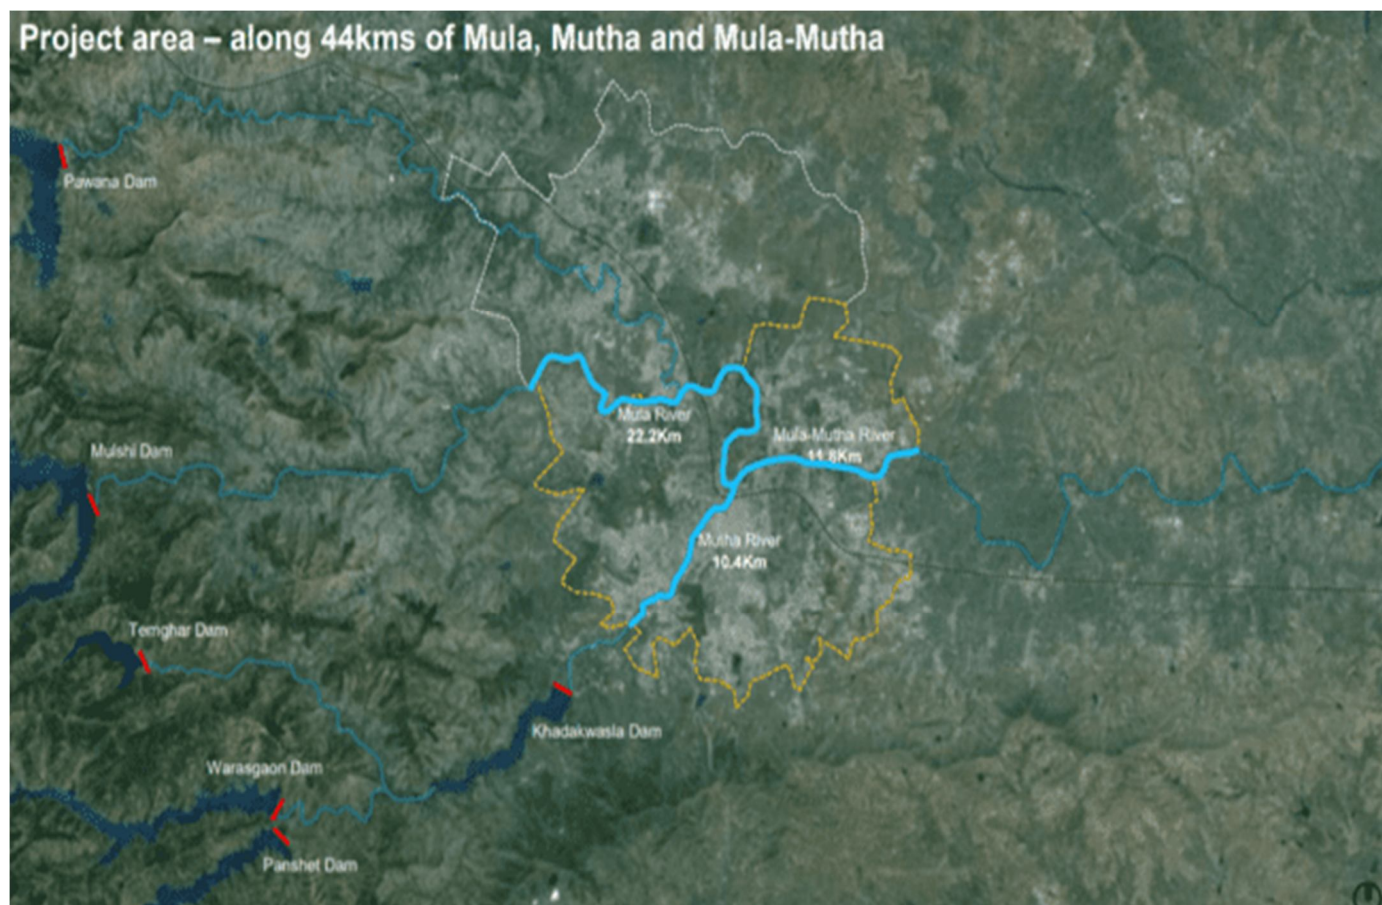 Project area – along 44kms of Mula, Mutha and Mula-Mutha
Pawana Dam
Mula River
22.2Km
Mula-Mutha River
11.8Km
Mulshi Dam
Mutha River
10.4Km
Temghar Dam
Khadakwasla Dam
Warasgaon Dam
Panshet Dam